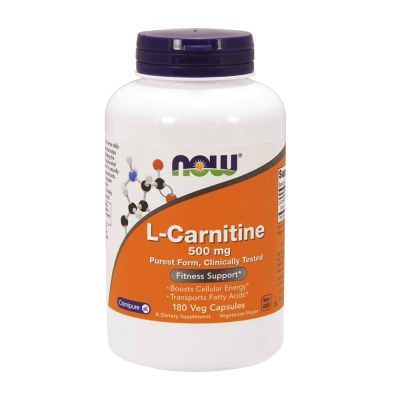 NOW
L-Carnitine
500 mg
Purest Form, Clinically Tested
Fitness Support*
• Boosts Cellular Energy*
• Transports Fatty Acids*
180 Veg Capsules
Carnipure
A Dietary Supplement Vegetarian/Vegan